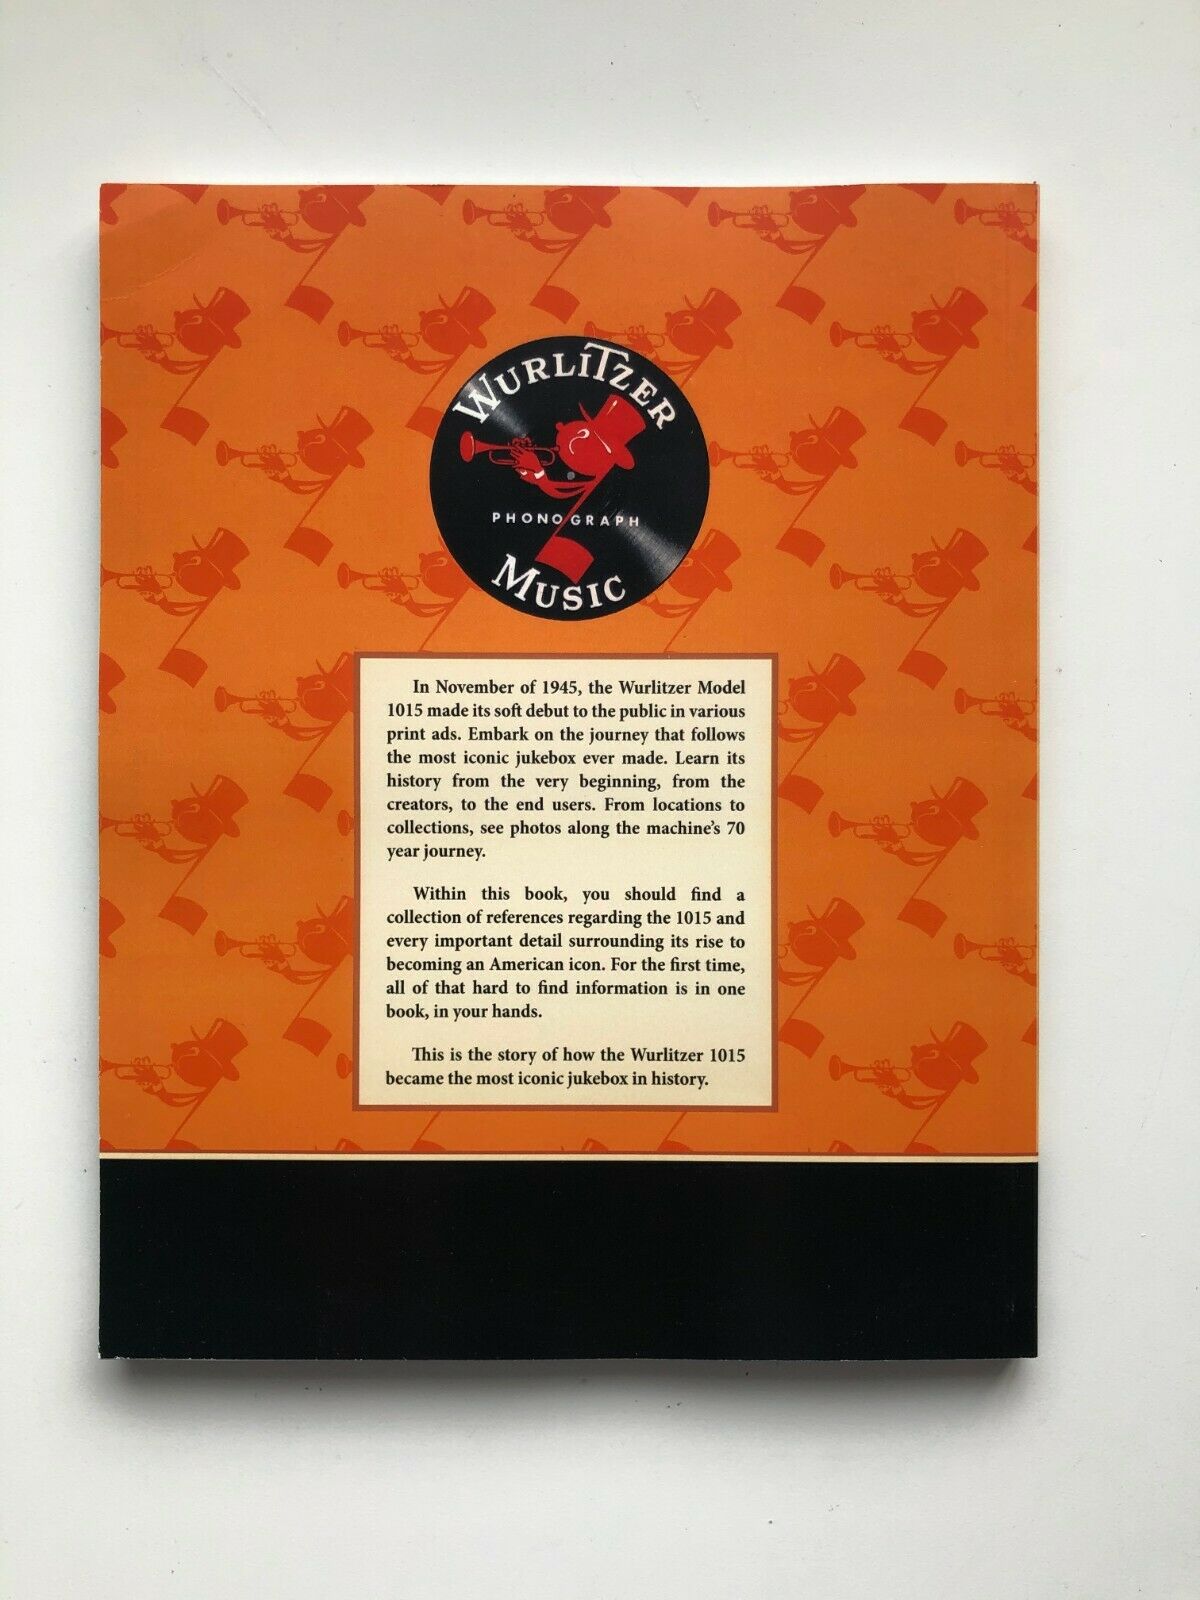 WURLITZER
PHONOGRAPH
MUSIC
In November of 1945, the Wurlitzer Model
1015 made its soft debut to the public in various
print ads. Embark on the journey that follows
the most iconic jukebox ever made. Learn its
history from the very beginning, from the
creators, to the end users. From locations to
collections, see photos along the machine's 70
year journey.
Within this book, you should find a
collection of references regarding the 1015 and
every important detail surrounding its rise to
becoming an American icon. For the first time,
all of that hard to find information is in one
book, in your hands.
This is the story of how the Wurlitzer 1015
became the most iconic jukebox in history.